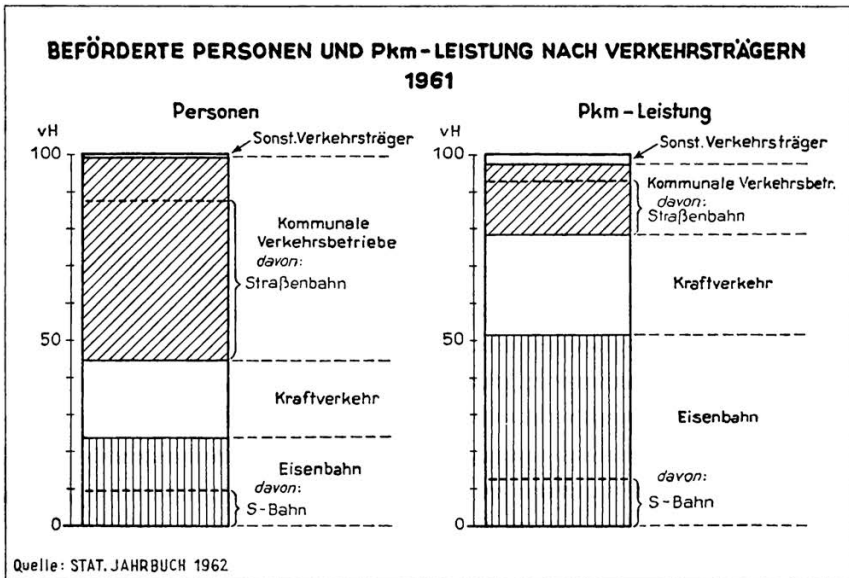 BEFÖRDERTE PERSONEN UND Pkm-LEISTUNG NACH VERKEHRSTRÄGERN
1961
Personen
vH
100
50
0
Sonst. Verkehrsträger
Kommunale
Verkehrsbetriebe
davon:
Straßenbahn
Kraftverkehr
Eisenbahn
davon:
S-Bahn
Pkm-Leistung
vH
100
50
0
Sonst. Verkehrsträger
Kommunale Verkehrsbetr.
davon:
Straßenbahn
Kraftverkehr
Eisenbahn
davon:
S-Bahn
Quelle: STAT. JAHRBUCH 1962